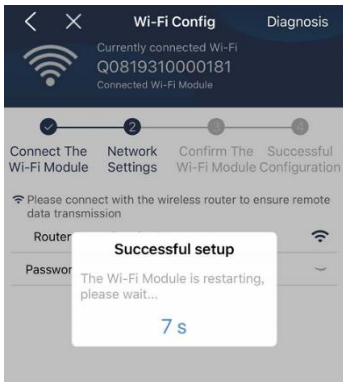 Wi-Fi Config
Diagnosis
Currently connected Wi-Fi
Q0819310000181
Connected Wi-Fi Module
2
3
4
Connect The Wi-Fi Module
Network Settings
Confirm The Wi-Fi Module
Successful Configuration
Please connect with the wireless router to ensure remote
data transmission
Router
Passwor
Successful setup
The Wi-Fi Module is restarting,
please wait...
7 s